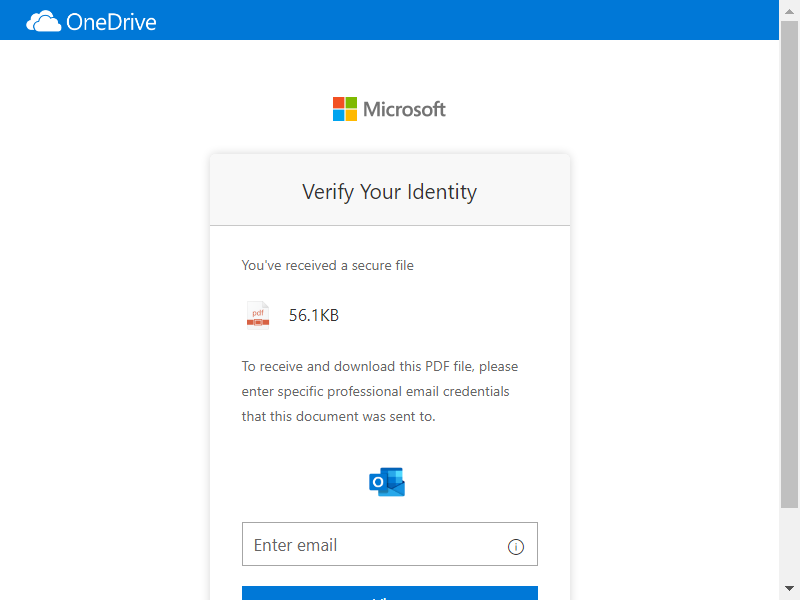 OneDrive
Microsoft
Verify Your Identity
You've received a secure file
pdf
56.1KB
To receive and download this PDF file, please
enter specific professional email credentials
that this document was sent to.
Enter email